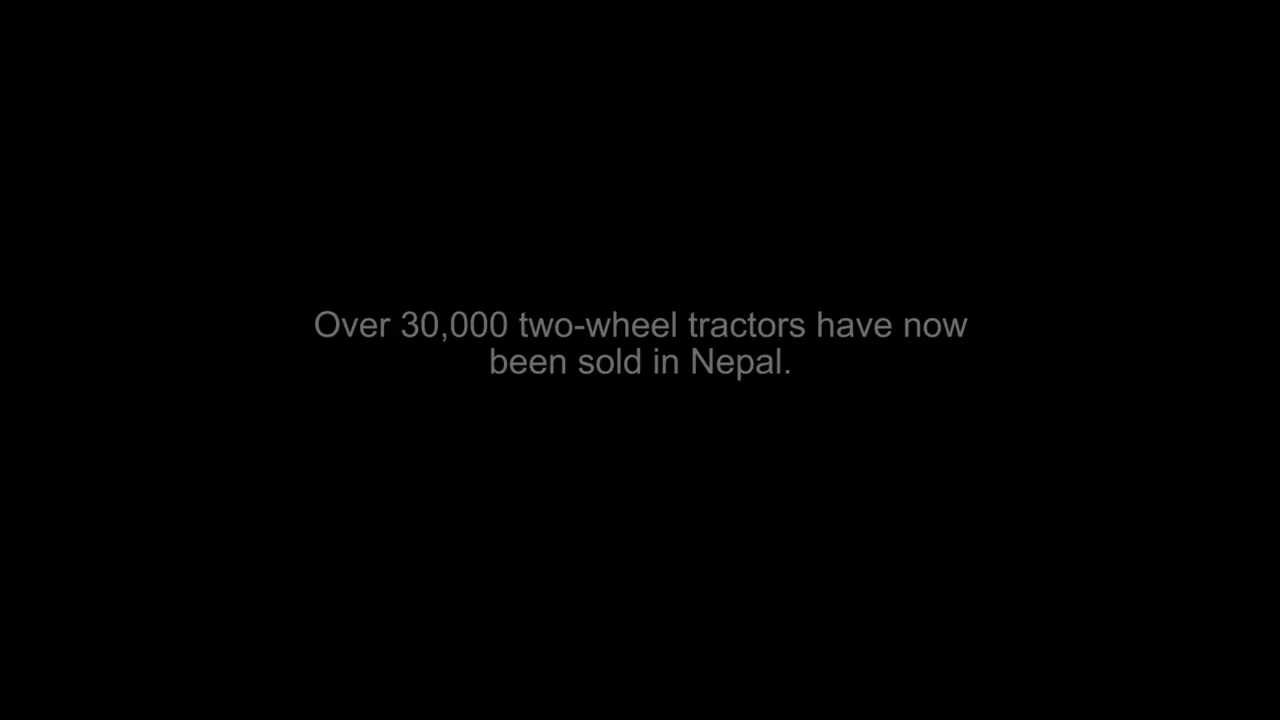 Over 30,000 two-wheel tractors have now
been sold in Nepal.